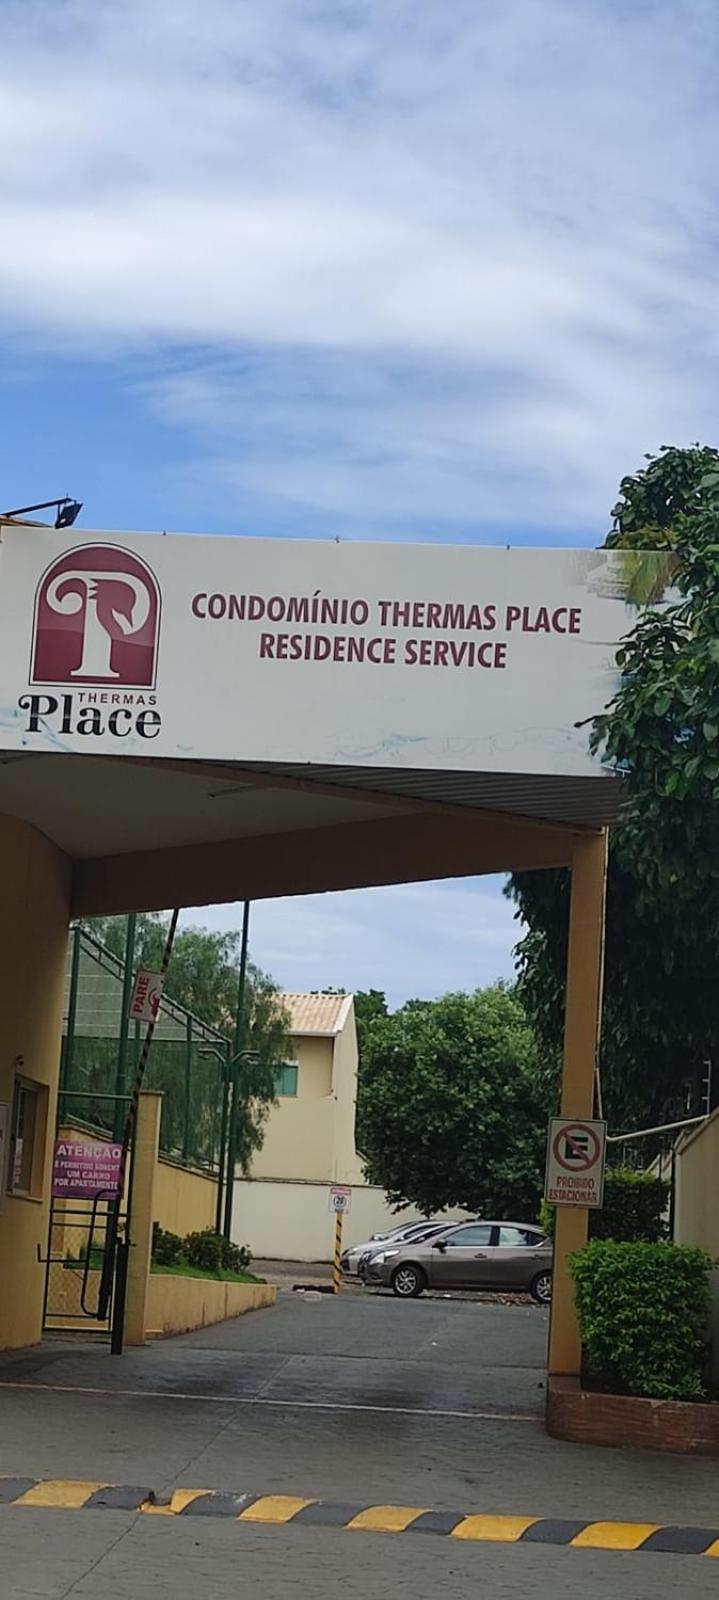 THERMAS
Place
CONDOMÍNIO THERMAS PLACE
RESIDENCE SERVICE
PARE
ATENÇÃO
É PERMITIDO SOMENTE
UM CARRO
POR APARTAMENTO
20
E
PROIBIDO
ESTACIONAR